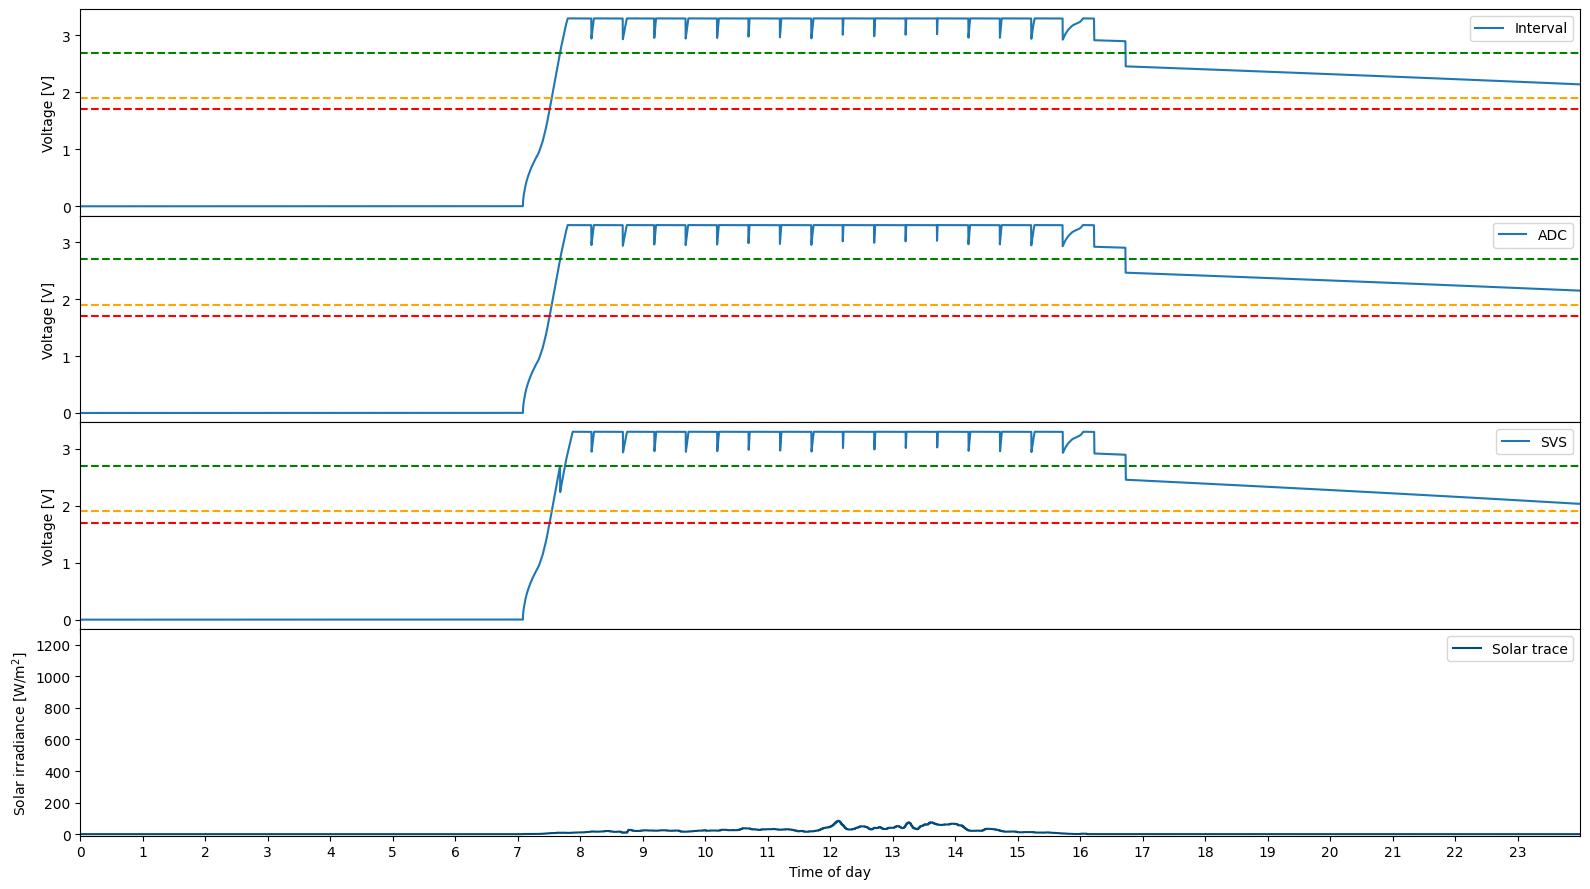 Voltage [V]
3
2
1
0
Interval
Voltage [V]
3
2
1
0
ADC
Voltage [V]
3
2
1
0
SVS
Solar irradiance [W/m²]
1200
1000
800
600
400
200
0
Solar trace
0 1 2 3 4 5 6 7 8 9 10 11 12 13 14 15 16 17 18 19 20 21 22 23
Time of day